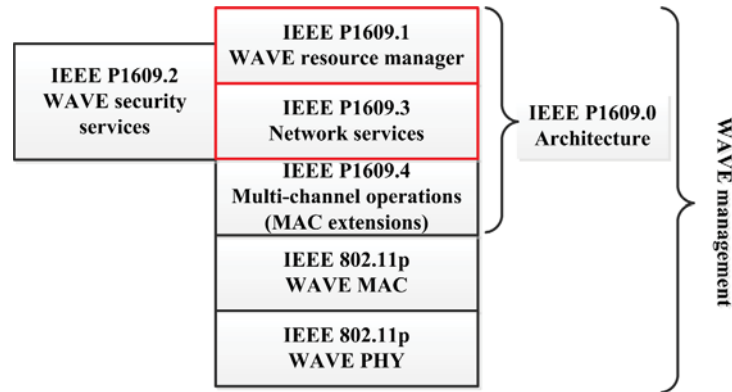 IEEE P1609.2
WAVE security
services
IEEE P1609.1
WAVE resource manager
IEEE P1609.3
Network services
IEEE P1609.4
Multi-channel operations
(MAC extensions)
IEEE 802.11p
WAVE MAC
IEEE 802.11p
WAVE PHY
IEEE P1609.0
Architecture
WAVE management